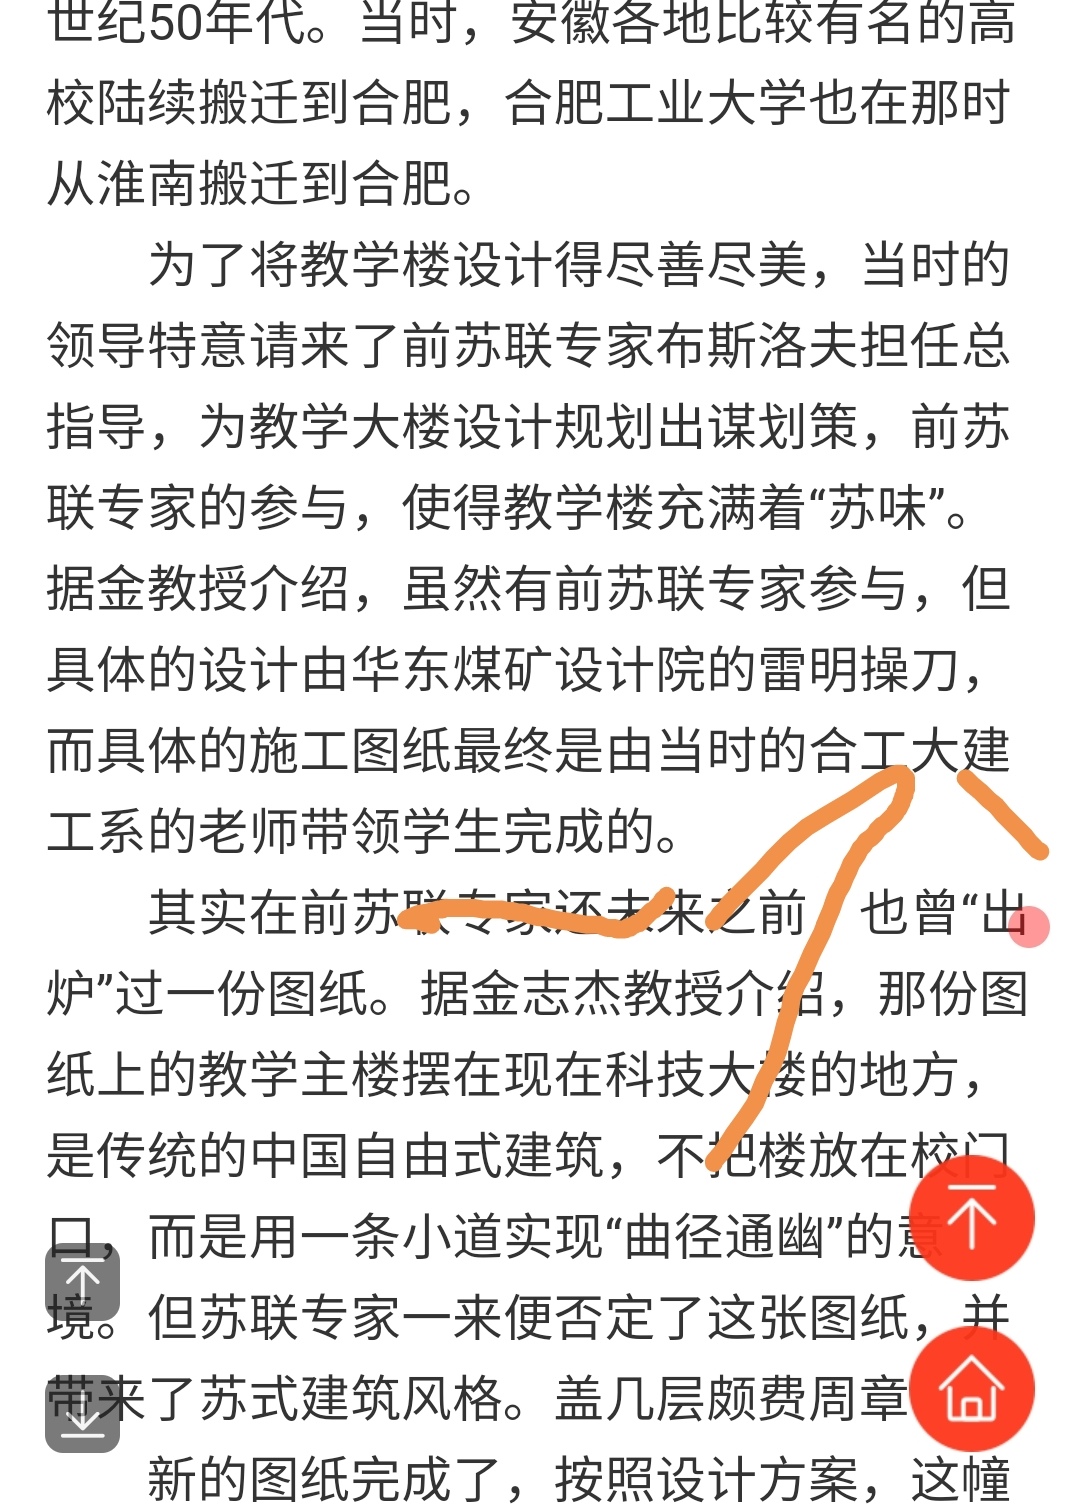 世纪50年代。当时，安徽各地比较有名的高
校陆续搬迁到合肥，合肥工业大学也在那时
从淮南搬迁到合肥。
为了将教学楼设计得尽善尽美，当时的
领导特意请来了前苏联专家布斯洛夫担任总
指导，为教学大楼设计规划出谋划策，前苏
联专家的参与，使得教学楼充满着“苏味”。
据金教授介绍，虽然有前苏联专家参与，但
具体的设计由华东煤矿设计院的雷明操刀，
而具体的施工图纸最终是由当时的合工大建
工系的老师带领学生完成的。
其实在前苏联专家还未来之前，也曾“出
炉”过一份图纸。据金志杰教授介绍，那份图
纸上的教学主楼摆在现在科技大楼的地方，
是传统的中国自由式建筑，不把楼放在校门
口，而是用一条小道实现“曲径通幽”的意
境。但苏联专家一来便否定了这张图纸，并
带来了苏式建筑风格。盖几层颇费周章
新的图纸完成了，按照设计方案，这幢